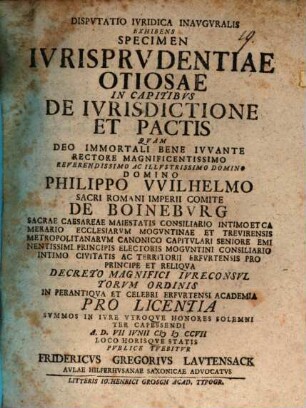 DISPVTATIO IVRIDICA INAVGVRALIS
EXHIBENS
SPECIMEN
IVRISPRVDENTIAE
OTIOSAE
IN CAPITIBVS
DE IVRISDICTIONE
ET PACTIS
QVAM
DEO IMMORTALI BENE IVVANTE
RECTORE MAGNIFICENTISSIMO
REVERENDISSIMO AC ILLVSTRISSIMO DOMINO
DOMINO
PHILIPPO VVILHELMO
SACRI ROMANI IMPERII COMITE
DE BOINEBVRG
SACRAE CAESAREAE MAIESTATIS CONSILIARIO INTIMO ET CA
MERARIO ECCLESIARVM MOGVNTINAE ET TREVIRENSIS
METROPOLITANARVM CANONICO CAPITVLARI SENIORE EMI
NENTISSIMI PRINCIPIS ELECTORIS MOGVNTINI CONSILIARIO
INTIMO CIVITATIS AC TERRITORII ERFVRTENSIS PRO
PRINCIPE ET RELIQVA
DECRETO MAGNIFICI IVRECONSVL
TORVM ORDINIS
IN PERANTIQVA ET CELEBRI ERFVRTENSI ACADEMIA
PRO LICENTIA
SVMMOS IN IVRE VTROQVE HONORES SOLEMNI
TER CAPESSENDI
A. D. VII IVNII CIↃ IↃ CCVII
LOCO HORISQVE STATIS
PVBLICE TVEBITVR
FRIDERICVS GREGORIVS LAVTENSACK
AVLAE HILPERHVSANAE SAXONICAE ADVOCATVS
LITTERIS IO. HENRICI GROSCH ACAD. TYPOGR.